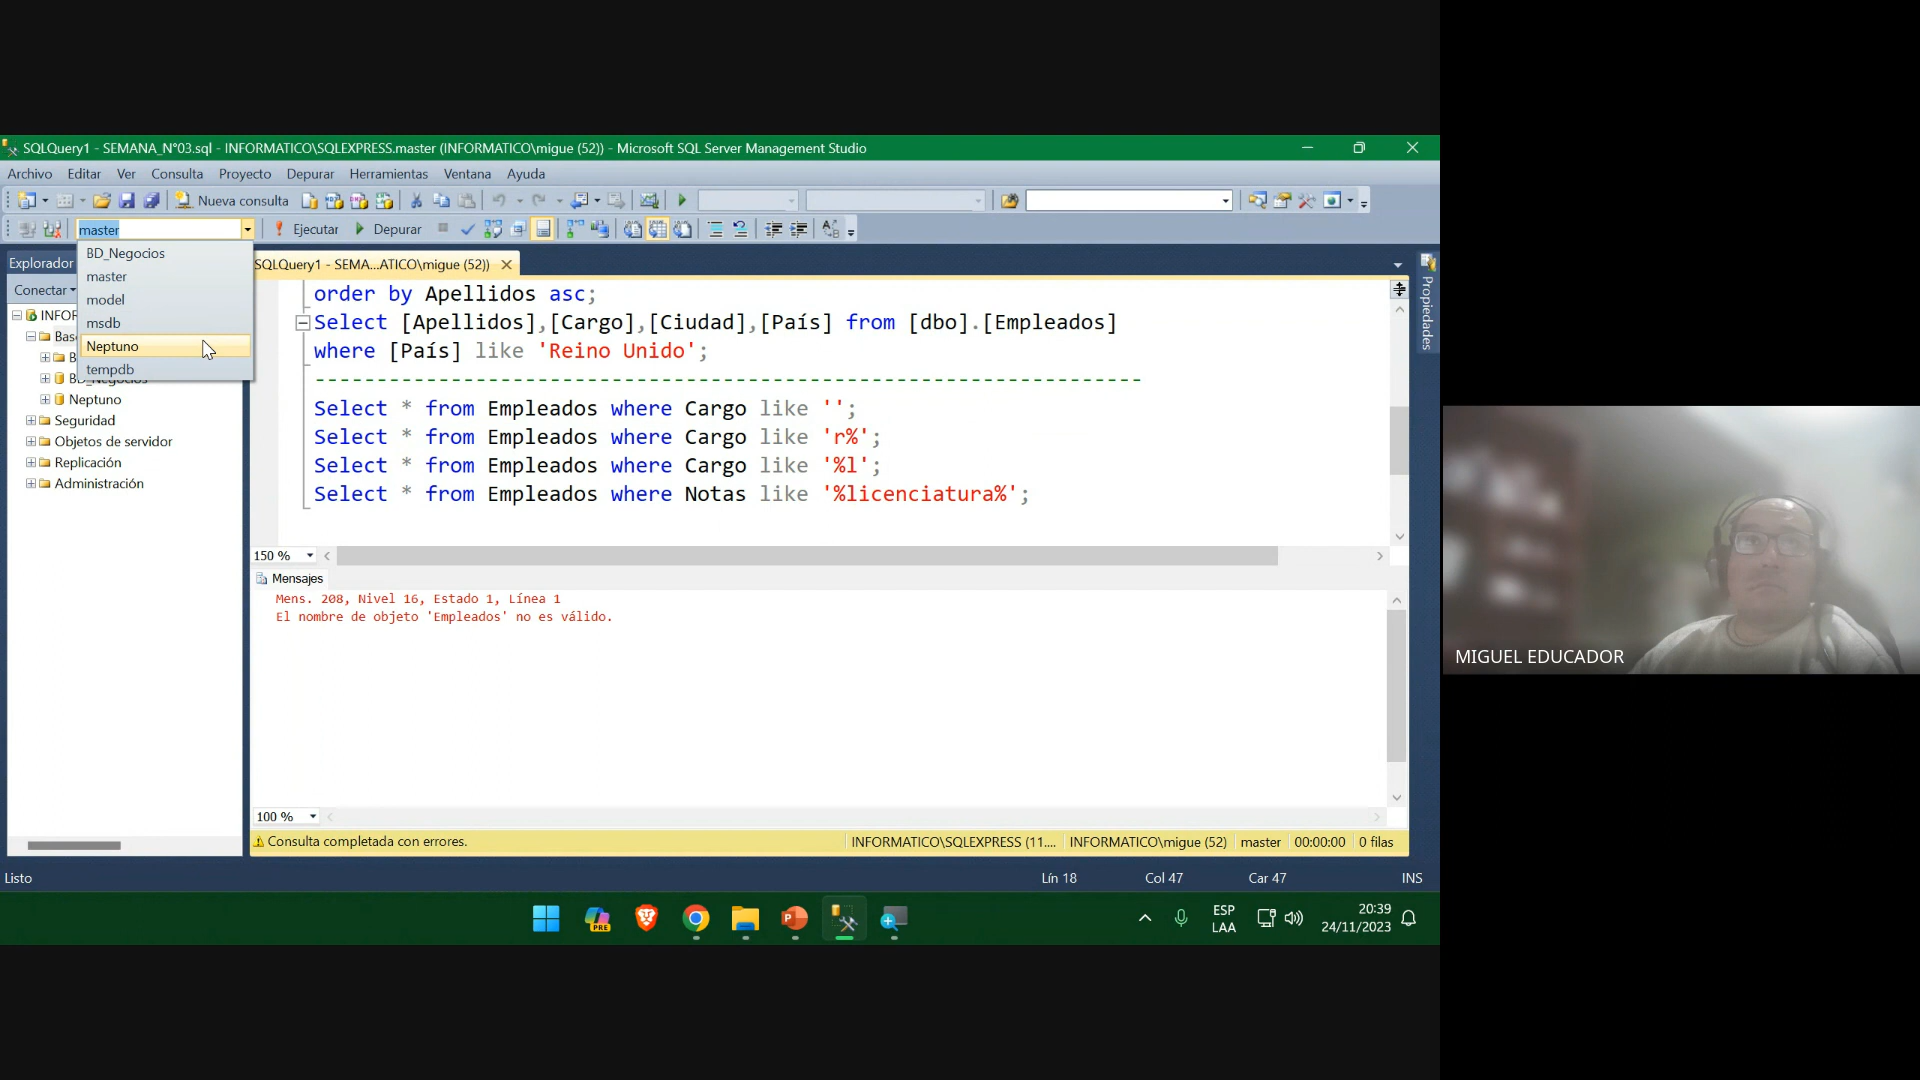 SQLQuery1 - SEMANA_N°03.sql - INFORMATICO\SQLEXPRESS.master (INFORMATICO\migue (52)) - Microsoft SQL Server Management Studio
Archivo Editar Ver Consulta Proyecto Depurar Herramientas Ventana Ayuda
Nueva consulta
master Ejecutar Depurar
BD_Negocios
master
model
msdb
Neptuno
tempdb
Explorador
Conectar
INFOR
Base
B
BD_Negocios
Neptuno
Seguridad
Objetos de servidor
Replicación
Administración
SQLQuery1 - SEMA...ATICO\migue (52))
order by Apellidos asc;
Select [Apellidos],[Cargo],[Ciudad],[País] from [dbo].[Empleados]
where [País] like 'Reino Unido';
----------------------------------------------------------------------
Select * from Empleados where Cargo like '';
Select * from Empleados where Cargo like 'r%';
Select * from Empleados where Cargo like '%l';
Select * from Empleados where Notas like '%licenciatura%';
150 %
Mensajes
Mens. 208, Nivel 16, Estado 1, Línea 1
El nombre de objeto 'Empleados' no es válido.
100 %
Consulta completada con errores.
INFORMATICO\SQLEXPRESS (11.... INFORMATICO\migue (52) master 00:00:00 0 filas
Propiedades
Listo Lín 18 Col 47 Car 47 INS
PRE
ESP
LAA
20:39
24/11/2023
MIGUEL EDUCADOR